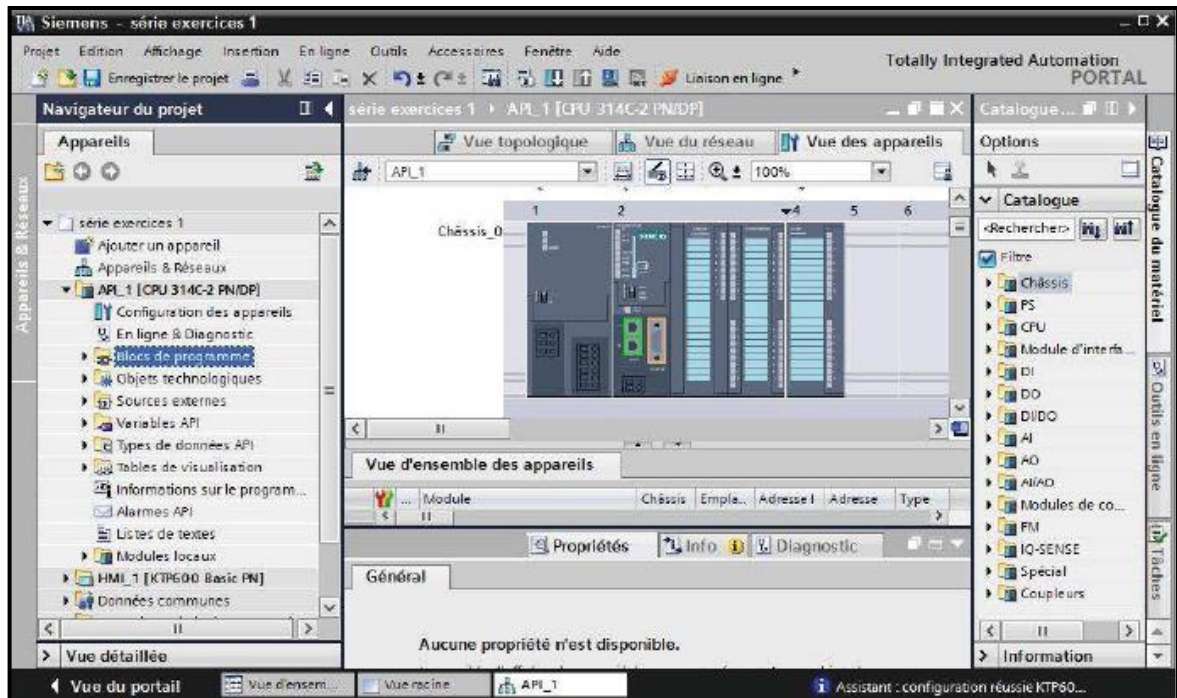 Siemens - série exercices 1
Projet Edition Affichage Insertion En ligne Outils Accessoires Fenêtre Aide
Totally Integrated Automation
PORTAL
Enregistrer le projet
Liaison en ligne
Navigateur du projet
série exercices 1 API_1 [CPU 314C-2 PN/DP]
Catalogue...
Appareils
Vue topologique
Vue du réseau
Vue des appareils
Options
API_1
100%
Appareils & Réseaux
série exercices 1
Ajouter un appareil
Appareils & Réseaux
API_1 [CPU 314C-2 PN/DP]
Configuration des appareils
En ligne & Diagnostic
Blocs de programme
Objets technologiques
Sources externes
Variables API
Types de données API
Tables de visualisation
Informations sur le program...
Alarmes API
Listes de textes
Modules locaux
HMI_1 [KTP600 Basic PN]
Données communes
Vue détaillée
1 2 4 5 6
Châssis_0
Vue d'ensemble des appareils
... Module Châssis Empla... Adresse I Adresse Type
Propriétés
Info
Diagnostic
Général
Aucune propriété n'est disponible.
Catalogue
<Rechercher>
Filtre
Châssis
PS
CPU
Module d'interfa...
DI
DO
DI/DO
AI
AO
AI/AO
Modules de co...
FM
IQ-SENSE
Spécial
Coupleurs
Information
Catalogue du matériel
Outils en ligne
Tâches
Vue du portail
Vue d'ensem...
Vue racine
API_1
Assistant : configuration réussie KTP60...